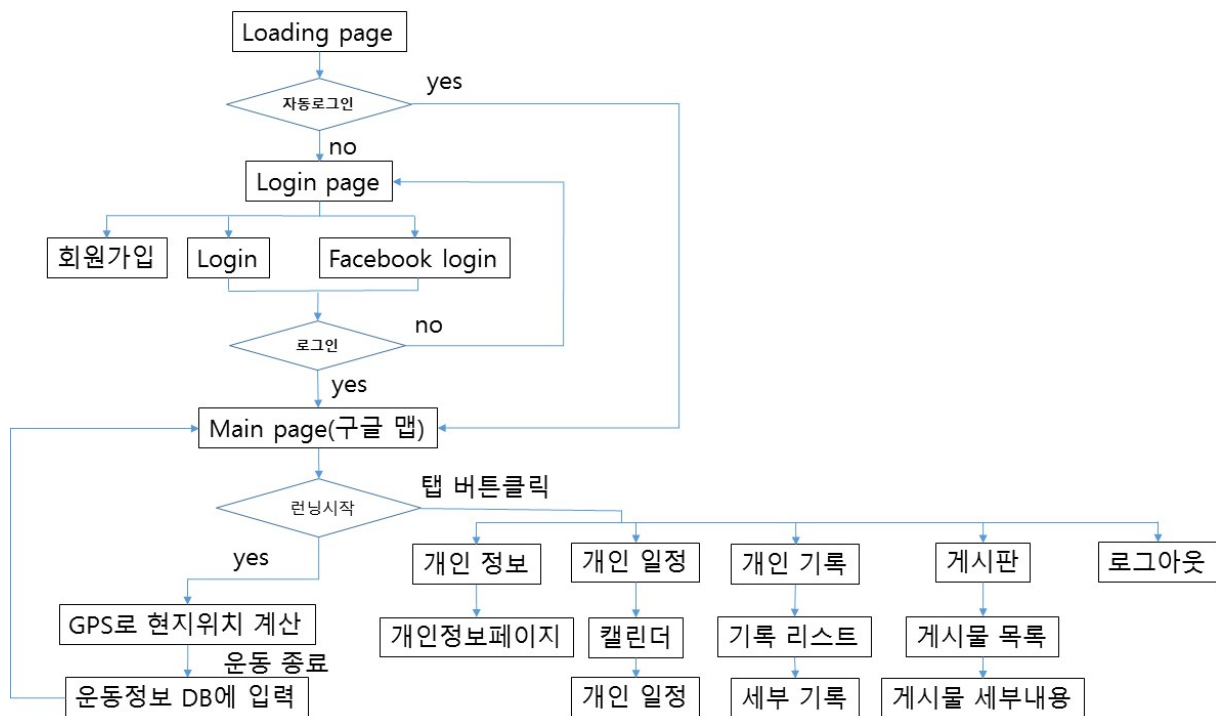 Loading page
yes
자동로그인
no
Login page
회원가입
Login
Facebook login
no
로그인
yes
Main page(구글 맵)
탭 버튼클릭
런닝시작
yes
개인 정보
개인 일정
개인 기록
게시판
로그아웃
GPS로 현지위치 계산
개인정보페이지
캘린더
기록 리스트
게시물 목록
운동 종료
운동정보 DB에 입력
개인 일정
세부 기록
게시물 세부내용